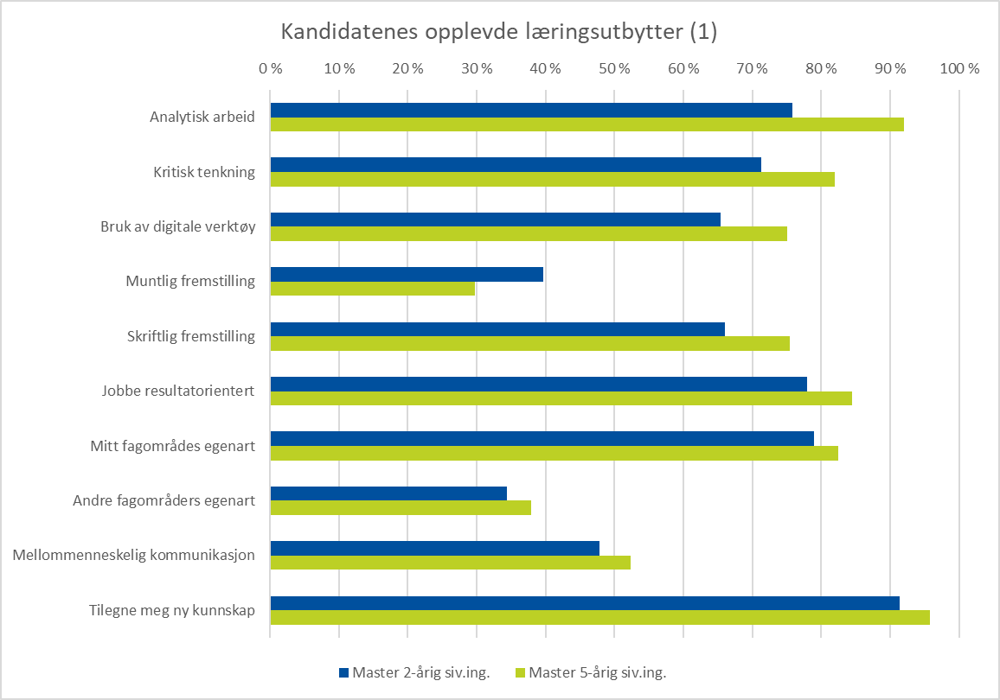 Kandidatenes opplevde læringsutbytter (1)
0 % 10 % 20 % 30 % 40 % 50 % 60 % 70 % 80 % 90 % 100 %
Analytisk arbeid
Kritisk tenkning
Bruk av digitale verktøy
Muntlig fremstilling
Skriftlig fremstilling
Jobbe resultatorientert
Mitt fagområdes egenart
Andre fagområders egenart
Mellommenneskelig kommunikasjon
Tilegne meg ny kunnskap
Master 2-årig siv.ing. Master 5-årig siv.ing.